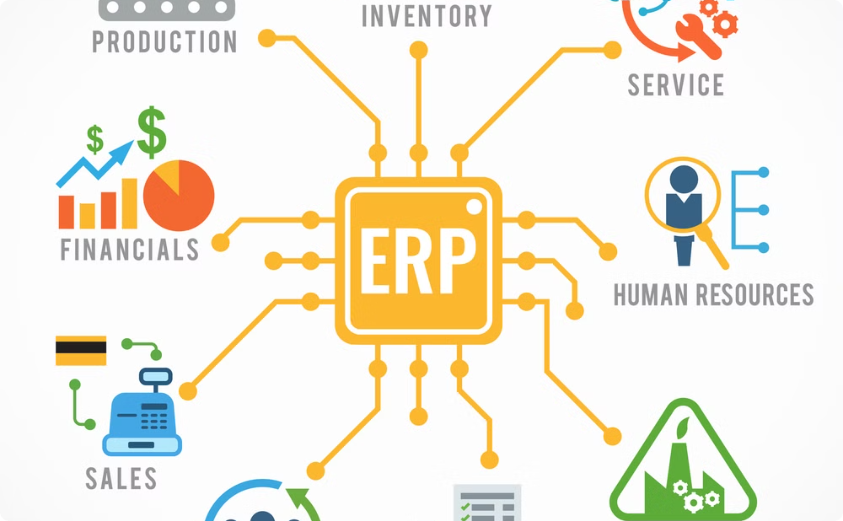 INVENTORY
PRODUCTION
SERVICE
$ $
FINANCIALS
ERP
HUMAN RESOURCES
SALES